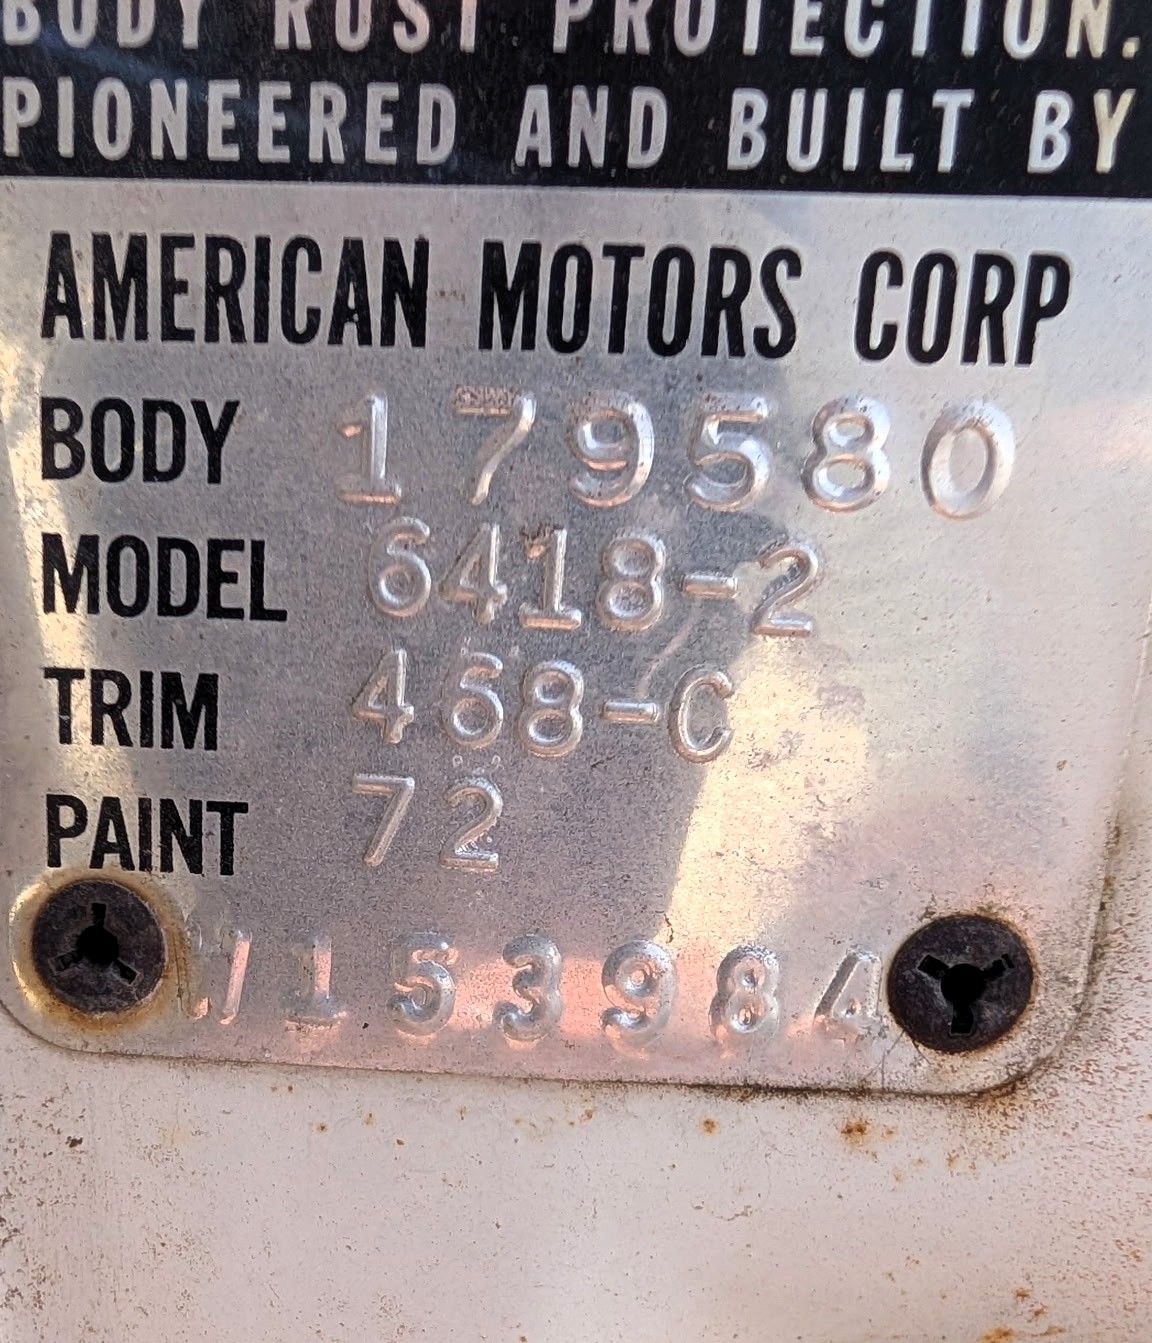 BODY RUST PROTECTION.
PIONEERED AND BUILT BY
AMERICAN MOTORS CORP
BODY 179580
MODEL 6418-2
TRIM 468-C
PAINT 72
W153984